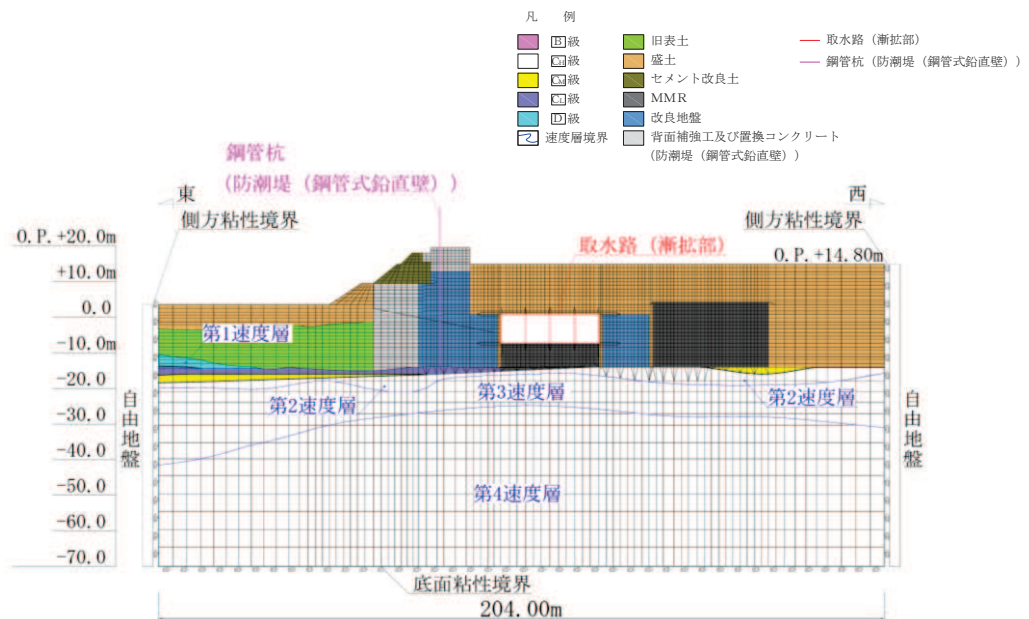 凡 例
B級
CH級
CM級
CL級
D級
速度層境界
旧表土
盛土
セメント改良土
MMR
改良地盤
背面補強工及び置換コンクリート
(防潮堤(鋼管式鉛直壁))
取水路(漸拡部)
鋼管杭(防潮堤(鋼管式鉛直壁))
鋼管杭
(防潮堤(鋼管式鉛直壁))
東
西
側方粘性境界
側方粘性境界
O.P.+20.0m
取水路(漸拡部)
O.P.+14.80m
+10.0m
0.0
第1速度層
-10.0m
-20.0
第2速度層
第3速度層
第2速度層
-30.0
自由地盤
自由地盤
-40.0
-50.0
第4速度層
-60.0
-70.0
底面粘性境界
204.00m